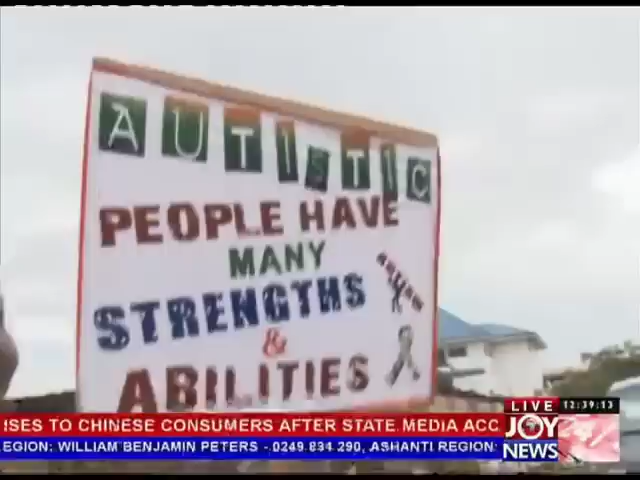 AUTISTIC
PEOPLE HAVE
MANY
STRENGTHS
&
ABILITIES
LIVE 12:39:13
ISES TO CHINESE CONSUMERS AFTER STATE MEDIA ACC
JOY
NEWS
EGION: WILLIAM BENJAMIN PETERS - 0249 834 290, ASHANTI REGION: